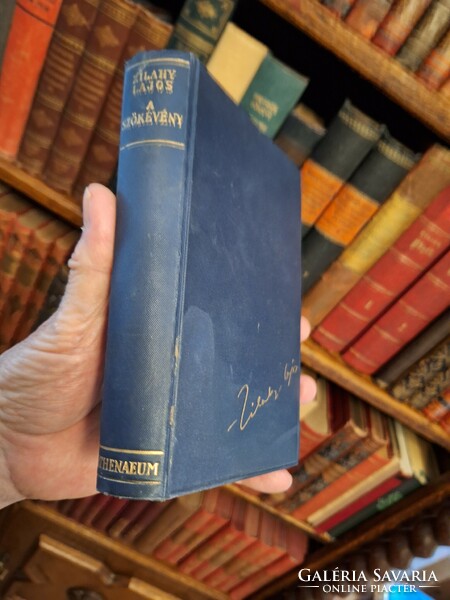 ZILAHY
LAJOS
A
SZÖKEVÉNY
ATHENAEUM
Zilahy Lajos
GALÉRIA SAVARIA
ONLINE PIACTÉR